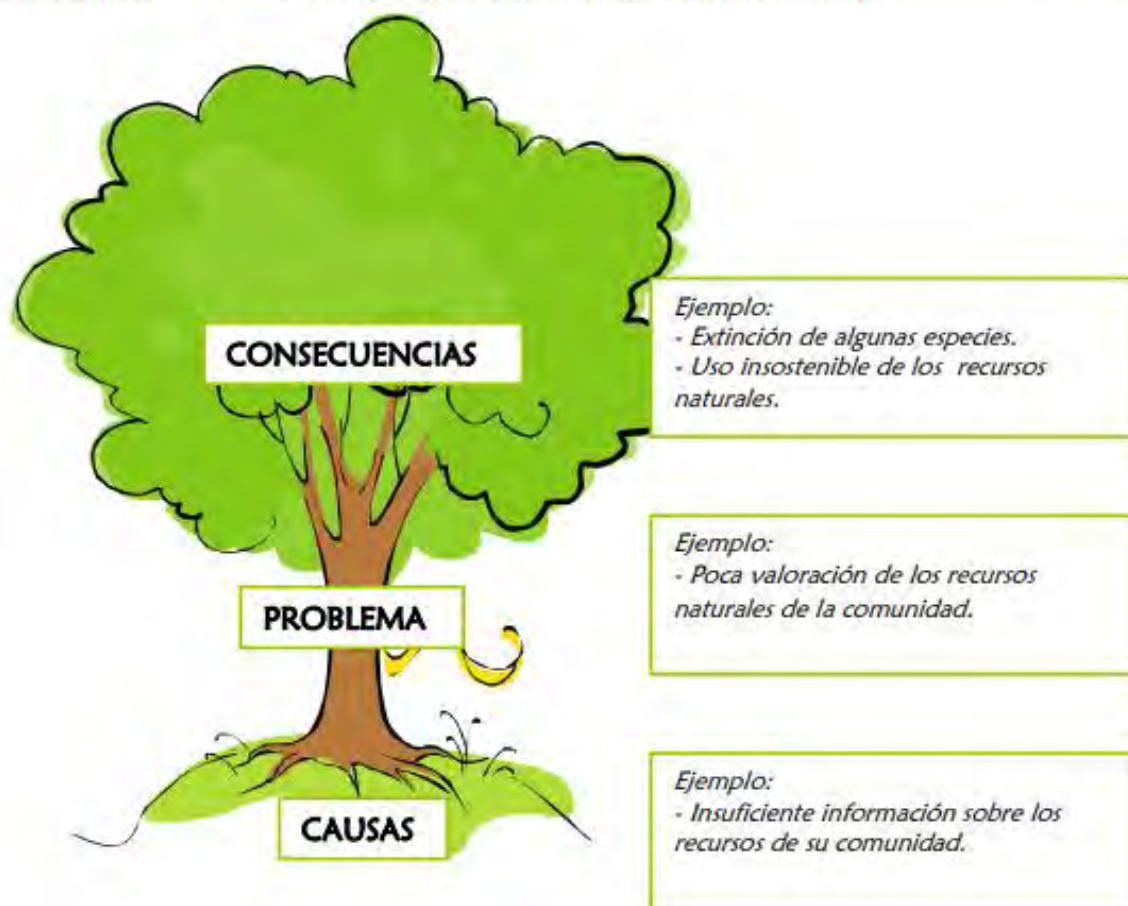 CONSECUENCIAS
Ejemplo:
- Extinción de algunas especies.
- Uso insostenible de los recursos
naturales.
PROBLEMA
Ejemplo:
- Poca valoración de los recursos
naturales de la comunidad.
CAUSAS
Ejemplo:
- Insuficiente información sobre los
recursos de su comunidad.